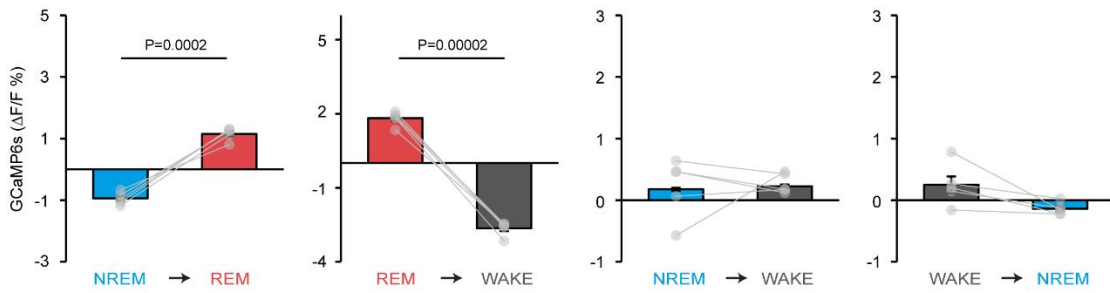 GCaMP6s (ΔF/F %)
5
3
1
-1
-3
P=0.0002
NREM → REM
5
2
-1
-4
P=0.00002
REM → WAKE
3
2
1
0
-1
NREM → WAKE
3
2
1
0
-1
WAKE → NREM